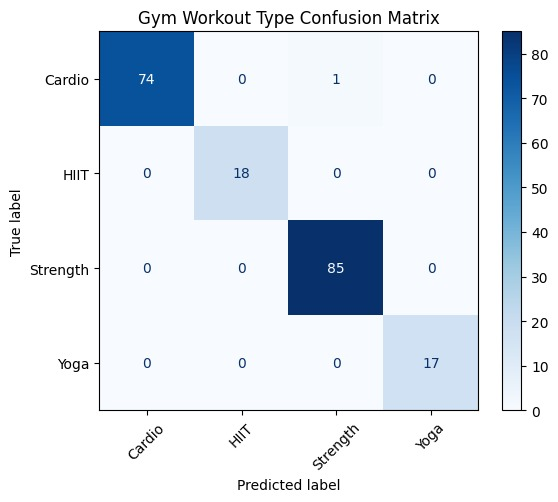 Gym Workout Type Confusion Matrix
True label
Cardio 74 0 1 0
HIIT 0 18 0 0
Strength 0 0 85 0
Yoga 0 0 0 17
Cardio HIIT Strength Yoga
Predicted label
80
70
60
50
40
30
20
10
0